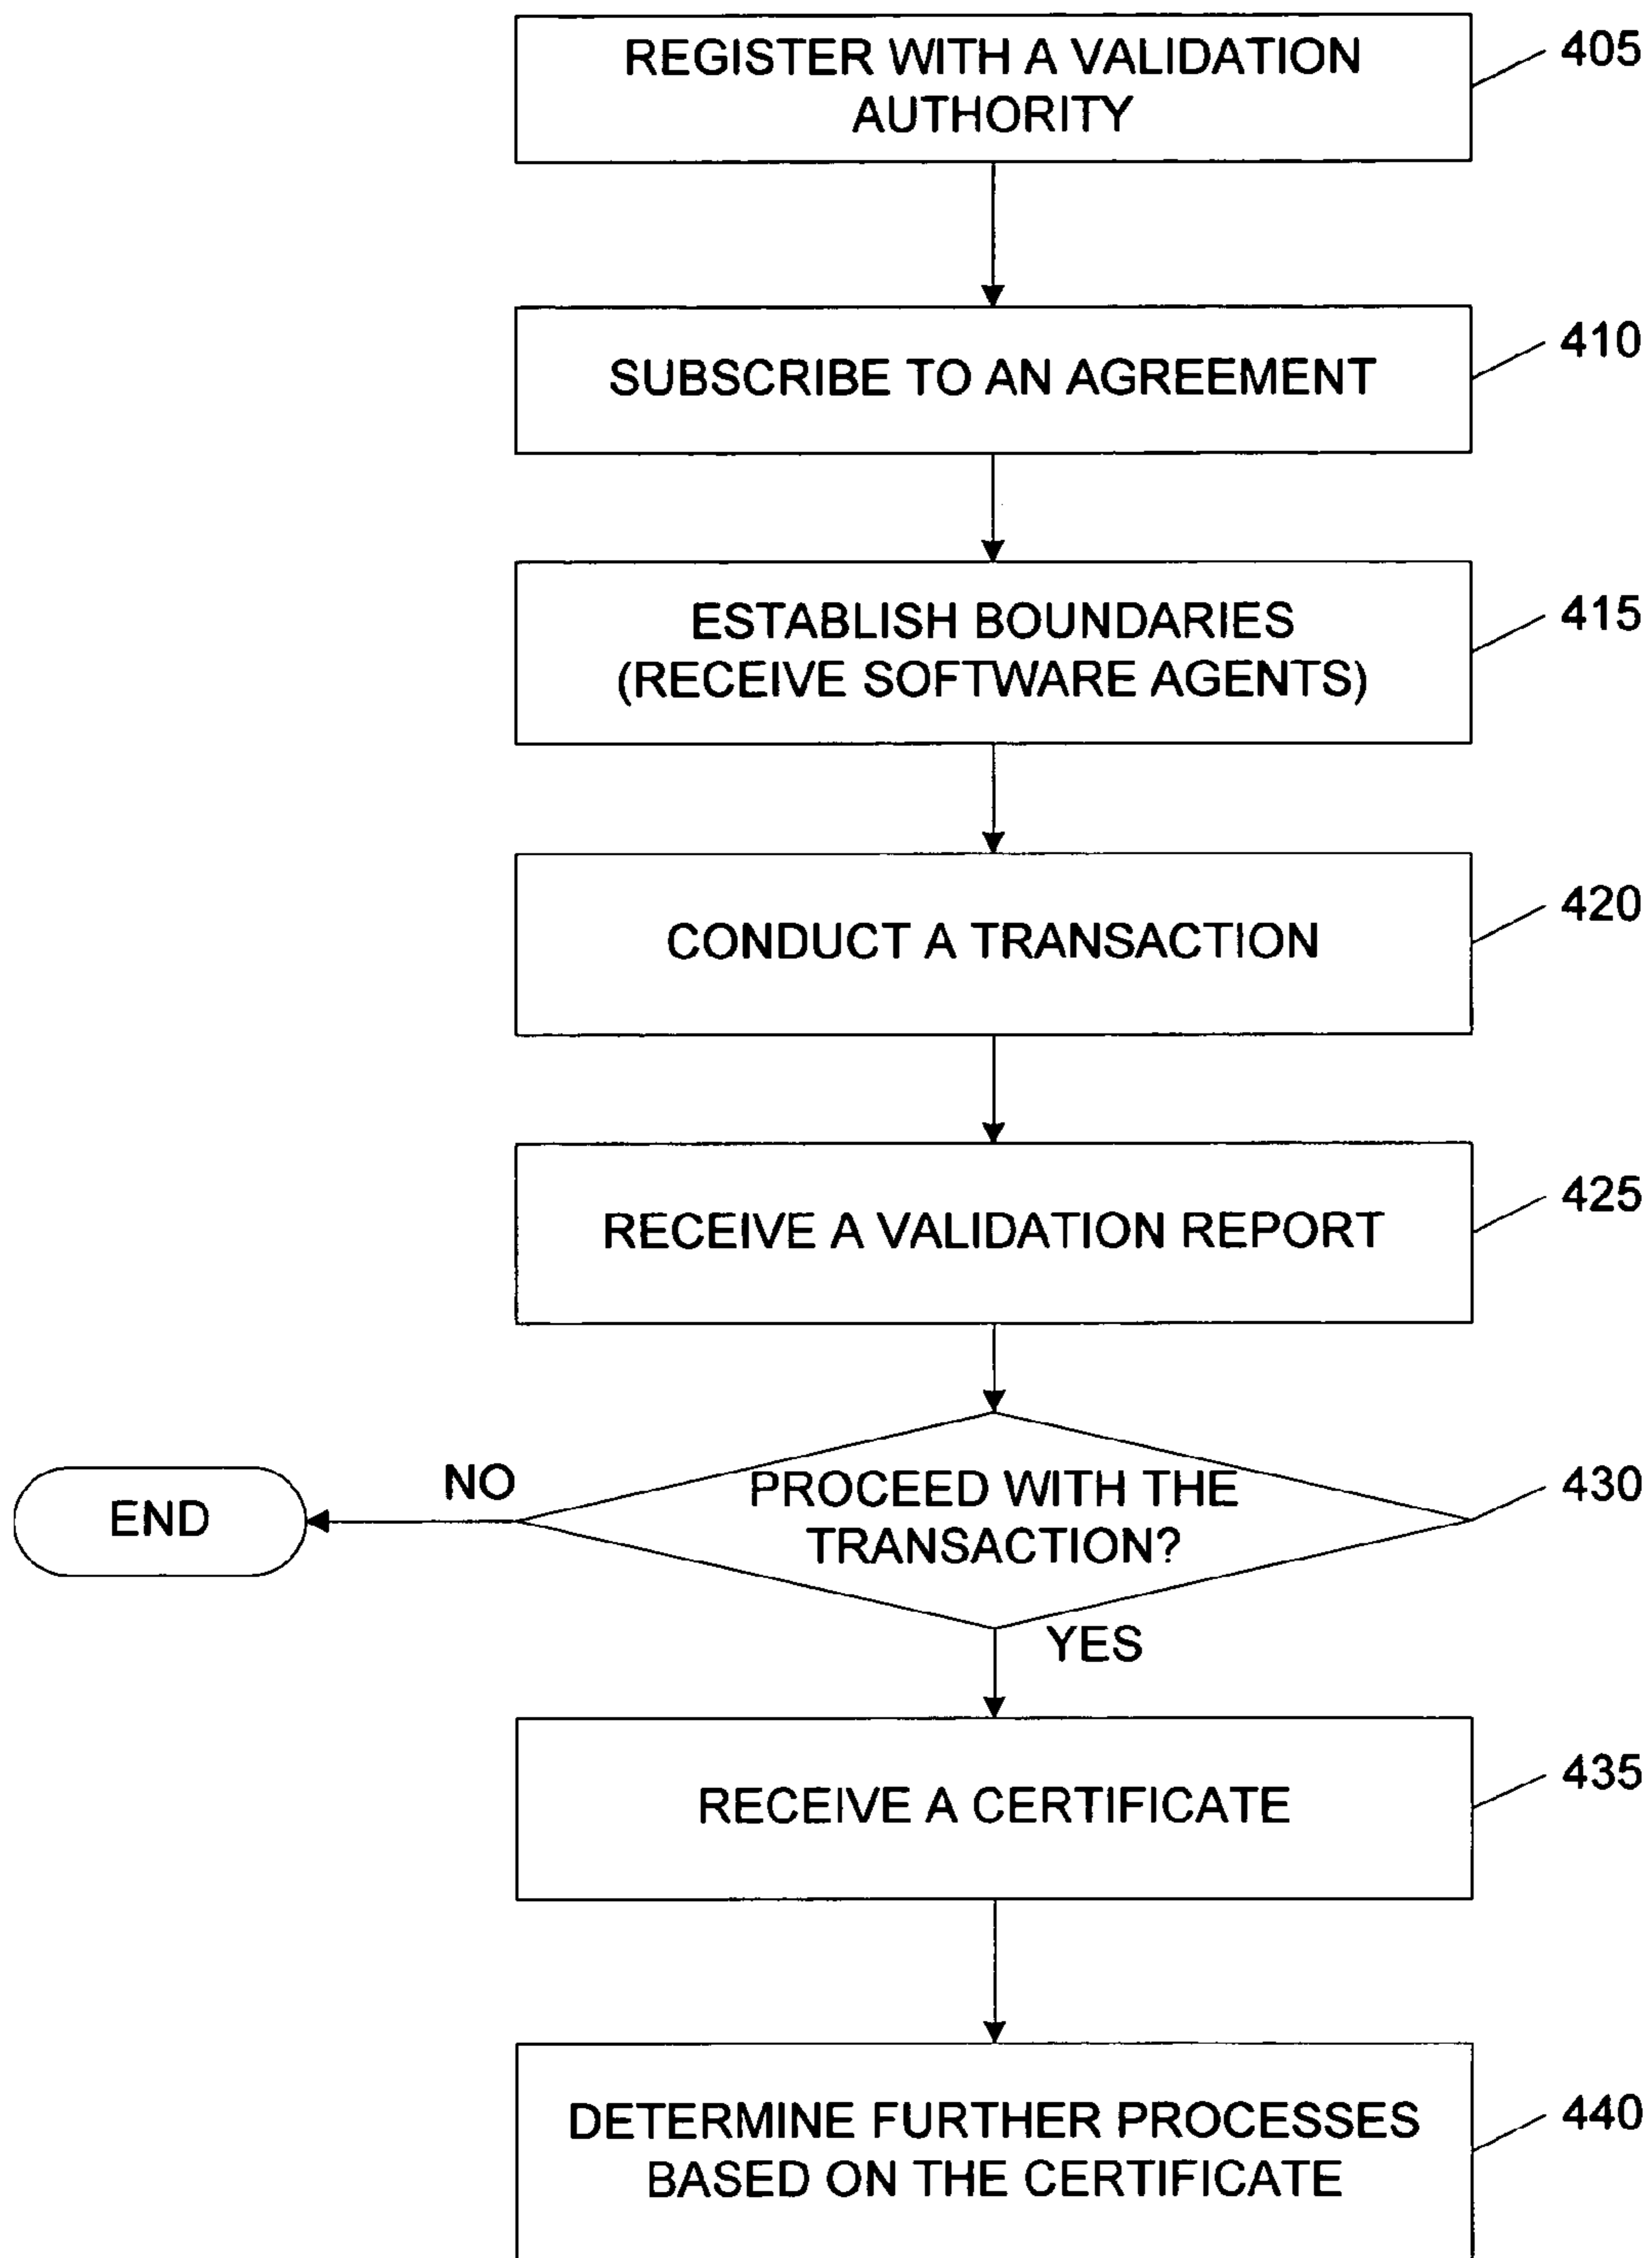 REGISTER WITH A VALIDATION
AUTHORITY
405
SUBSCRIBE TO AN AGREEMENT
410
ESTABLISH BOUNDARIES
(RECEIVE SOFTWARE AGENTS)
415
CONDUCT A TRANSACTION
420
RECEIVE A VALIDATION REPORT
425
PROCEED WITH THE
TRANSACTION?
430
NO
END
YES
RECEIVE A CERTIFICATE
435
DETERMINE FURTHER PROCESSES
BASED ON THE CERTIFICATE
440